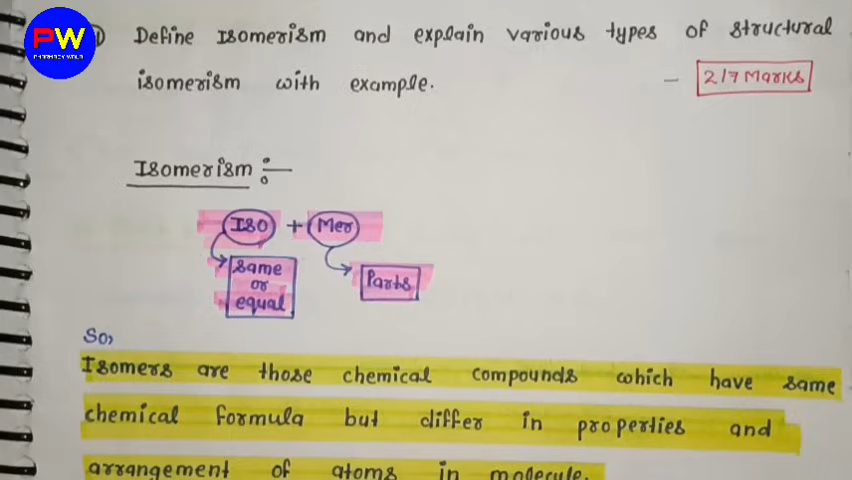 PW
PHARMACY WALA
Define Isomerism and explain various types of structural
isomerism with example. — 2/7 Marks
Isomerism :—
Iso + Mer
same
or
equal
Parts
So,
Isomers are those chemical compounds which have same
chemical formula but differ in properties and
arrangement of atoms in molecule.